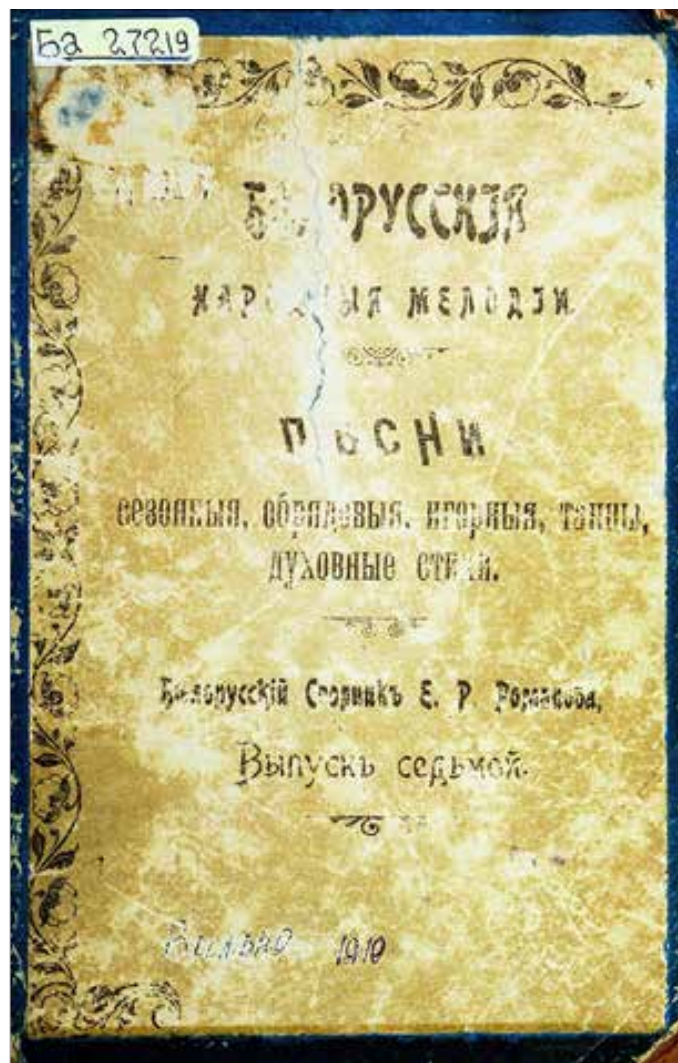 Ба 27219
БѢЛОРУССКІЯ
НАРОДНЫЯ МЕЛОДІИ
ПѢСНИ
сезонныя, обрядовыя, игорныя, танцы,
духовные стихи.
Бѣлорусскій Сборникъ Е. Р. Романова,
Выпускъ седьмой.
Вильно 1910